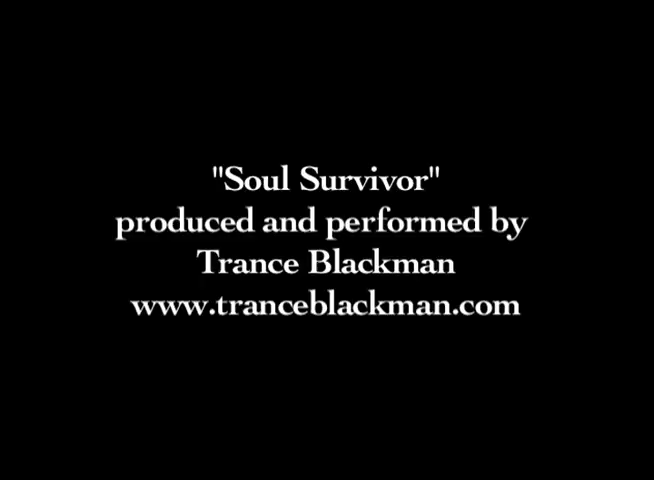 "Soul Survivor"
produced and performed by
Trance Blackman
www.tranceblackman.com